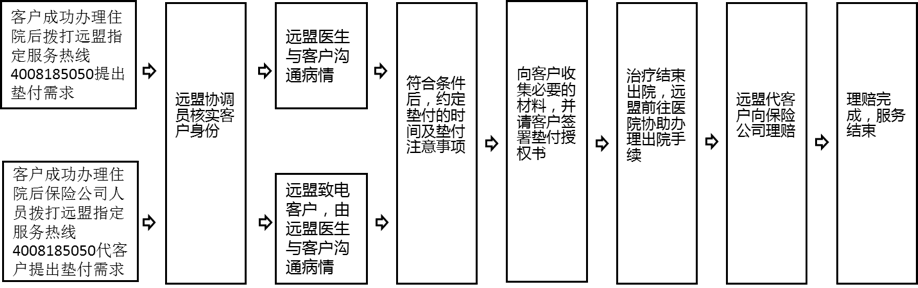 客户成功办理住
院后拨打远盟指
定服务热线
4008185050提出
垫付需求
客户成功办理住
院后保险公司人
员拨打远盟指定
服务热线
4008185050代客
户提出垫付需求
远盟协调
员核实客
户身份
远盟医生
与客户沟
通病情
远盟致电
客户，由
远盟医生
与客户沟
通病情
符合条件
后，约定
垫付的时
间及垫付
注意事项
向客户收
集必要的
材料，并
请客户签
署垫付授
权书
治疗结束
出院，远
盟前往医
院协助办
理出院手
续
远盟代客
户向保险
公司理赔
理赔完
成，服务
结束